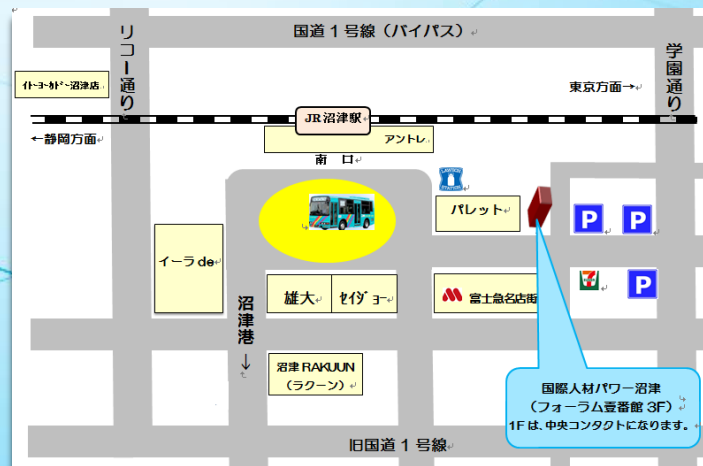 国道１号線（バイパス）
リコー通り
学園通り
ｲﾄｰﾖｰｶﾄﾞｰ沼津店
東京方面→
JR沼津駅
←静岡方面
アントレ
南 口
LAWSON
STATION
パレット
P
P
イーラ de
雄大
ｾｲｼﾞｮｰ
富士急名店街
P
沼津港
↓
沼津 RAKUUN
（ラクーン）
国際人材パワー沼津
（フォーラム壹番館 3F）
1F は、中央コンタクトになります。
旧国道 1 号線